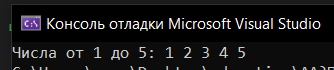 Консоль отладки Microsoft Visual Studio
Числа от 1 до 5: 1 2 3 4 5